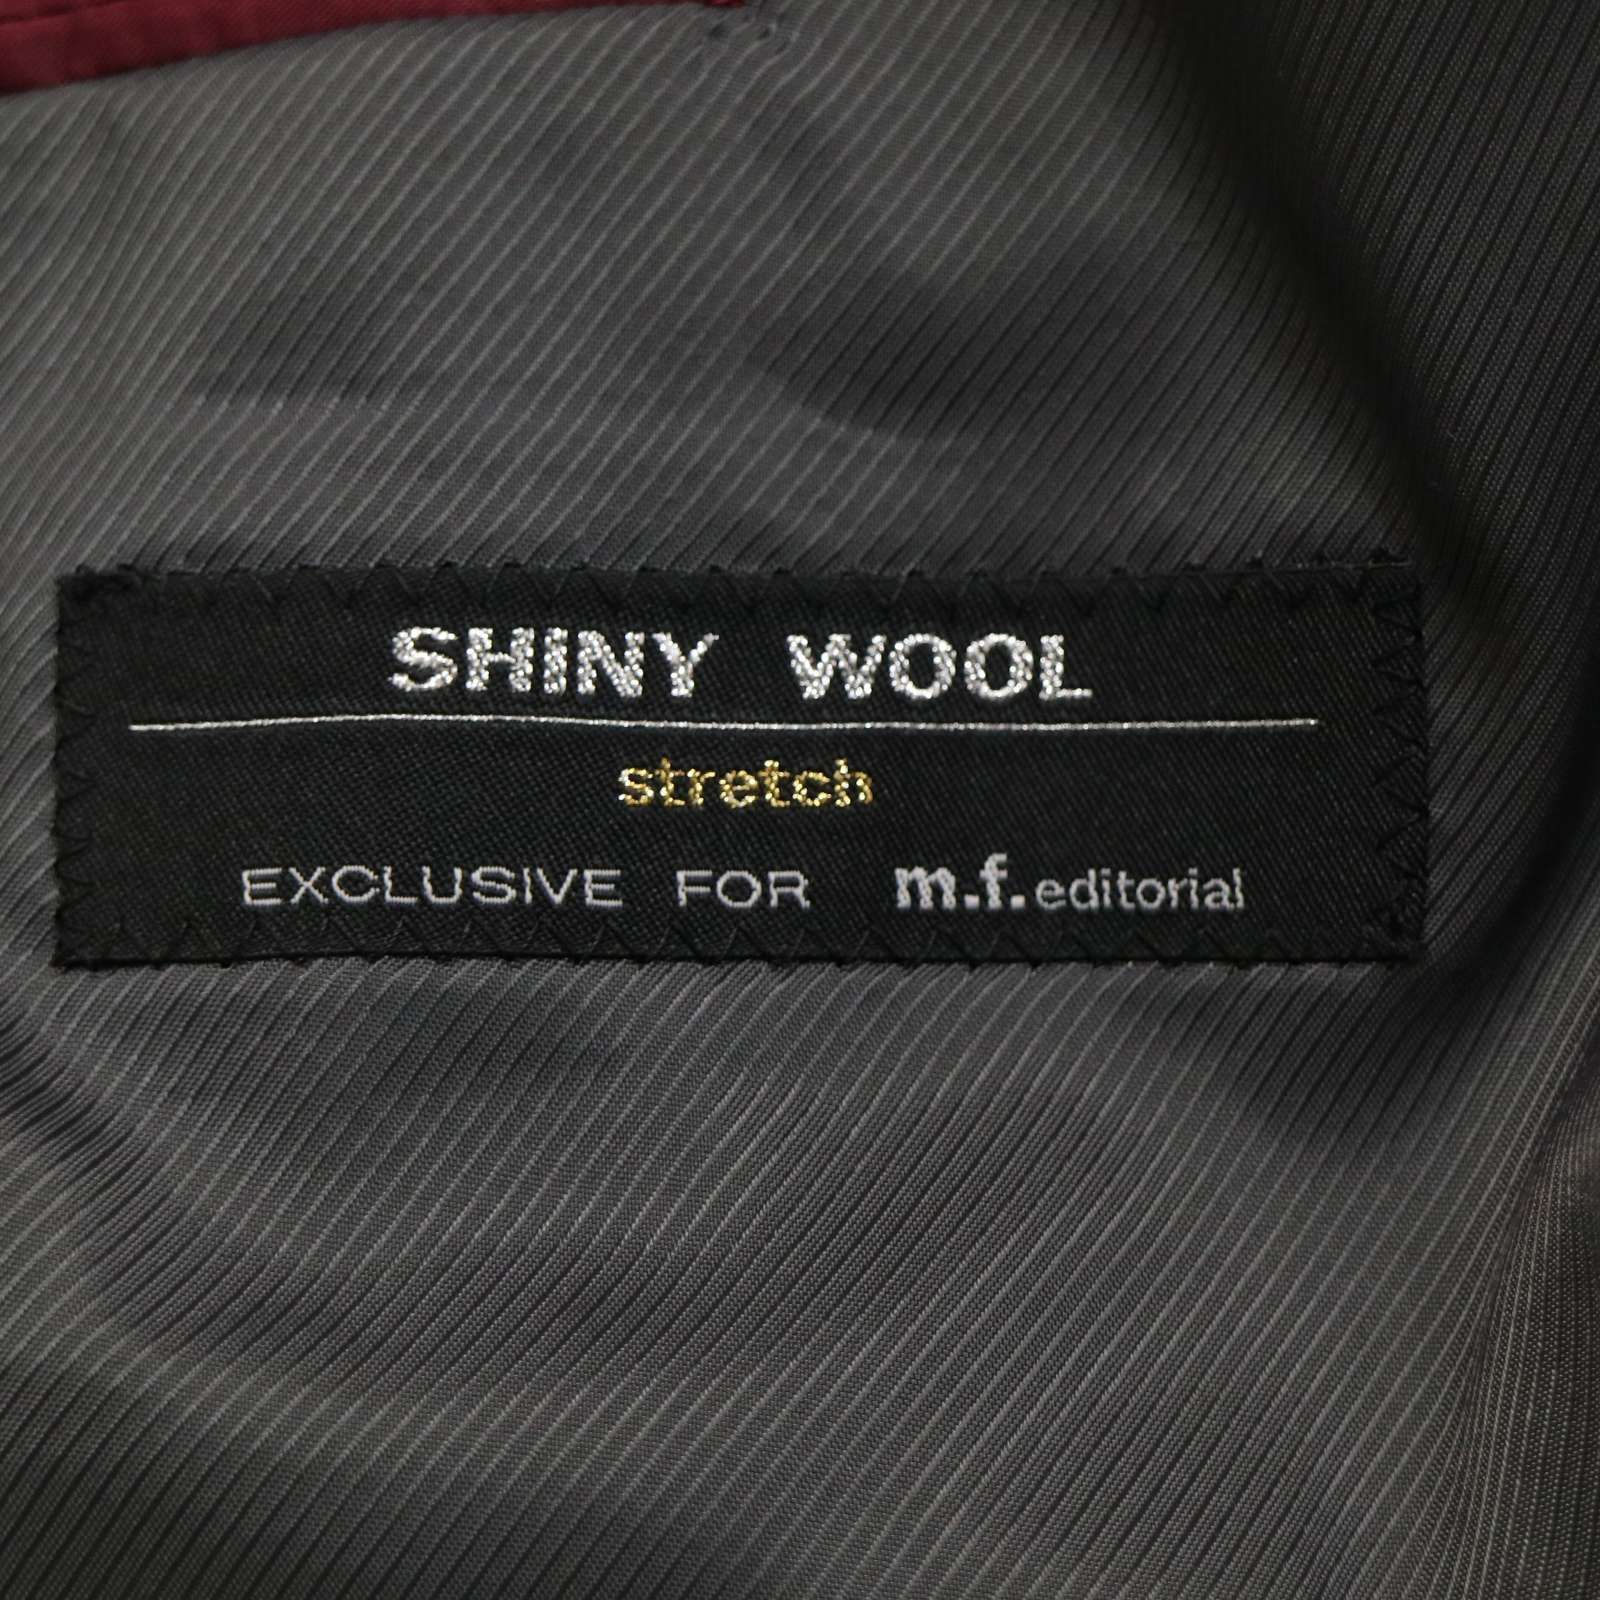 SHINY WOOL
stretch
EXCLUSIVE FOR m.f.editorial